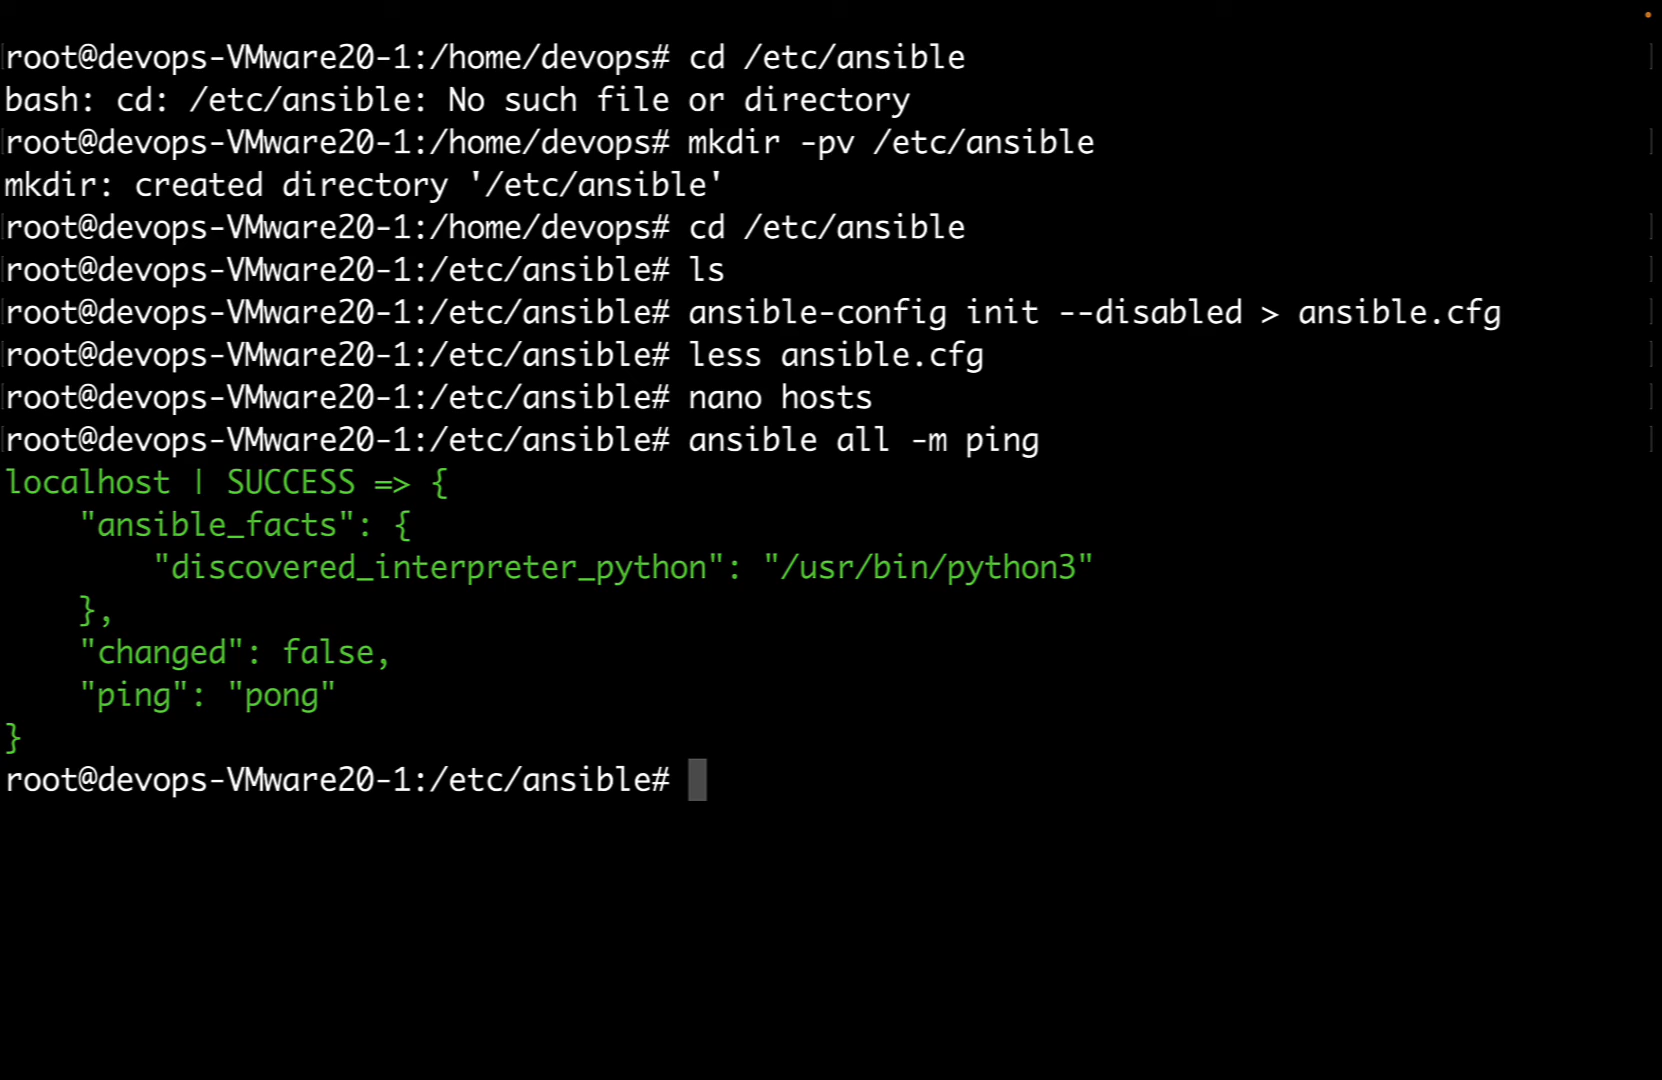 root@devops-VMware20-1:/home/devops# cd /etc/ansible
bash: cd: /etc/ansible: No such file or directory
root@devops-VMware20-1:/home/devops# mkdir -pv /etc/ansible
mkdir: created directory '/etc/ansible'
root@devops-VMware20-1:/home/devops# cd /etc/ansible
root@devops-VMware20-1:/etc/ansible# ls
root@devops-VMware20-1:/etc/ansible# ansible-config init --disabled > ansible.cfg
root@devops-VMware20-1:/etc/ansible# less ansible.cfg
root@devops-VMware20-1:/etc/ansible# nano hosts
root@devops-VMware20-1:/etc/ansible# ansible all -m ping
localhost | SUCCESS => {
    "ansible_facts": {
        "discovered_interpreter_python": "/usr/bin/python3"
    },
    "changed": false,
    "ping": "pong"
}
root@devops-VMware20-1:/etc/ansible#